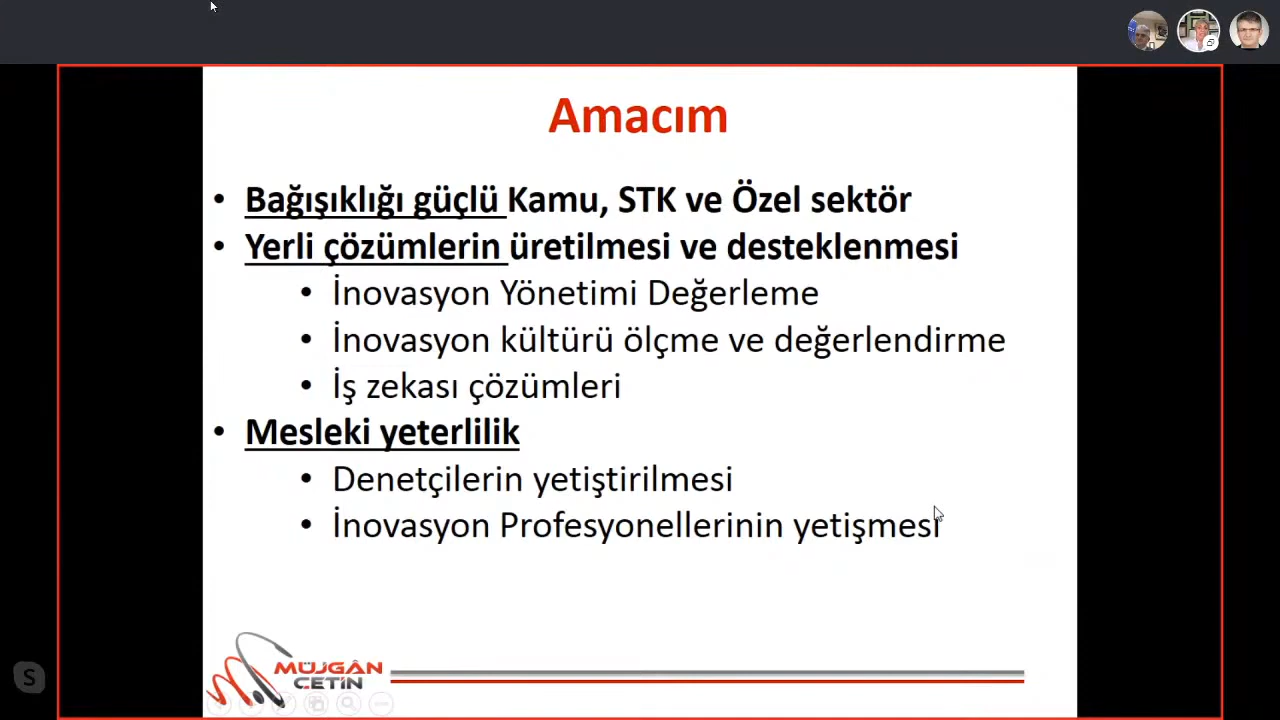 Amacım
• Bağışıklığı güçlü Kamu, STK ve Özel sektör
• Yerli çözümlerin üretilmesi ve desteklenmesi
• İnovasyon Yönetimi Değerleme
• İnovasyon kültürü ölçme ve değerlendirme
• İş zekası çözümleri
• Mesleki yeterlilik
• Denetçilerin yetiştirilmesi
• İnovasyon Profesyonellerinin yetişmesi
MÜJGÂN
ÇETİN
S